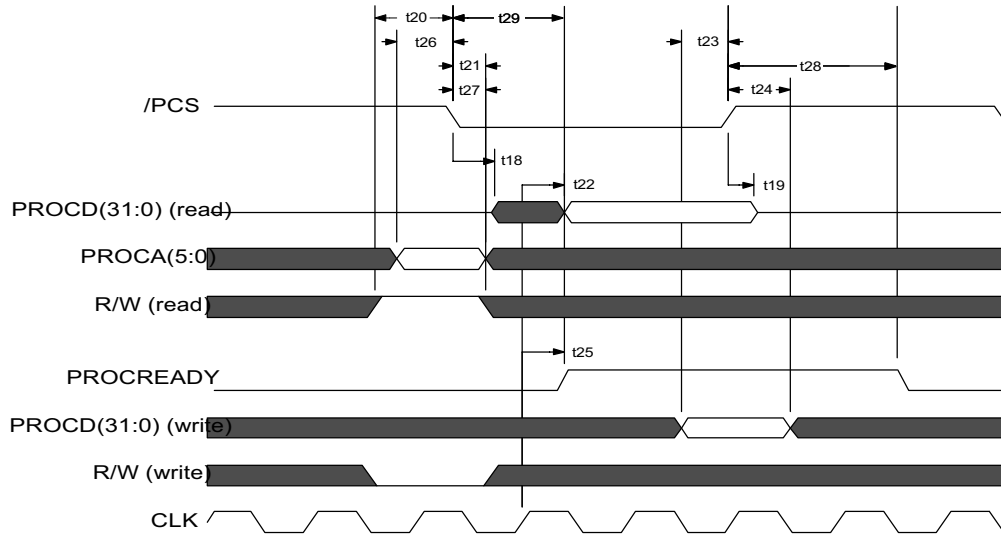 t20
t29
t26
t23
t21
t28
t27
t24
/PCS
t18
t19
t22
PROCD(31:0) (read)
PROCA(5:0)
R/W (read)
t25
PROCREADY
PROCD(31:0) (write)
R/W (write)
CLK